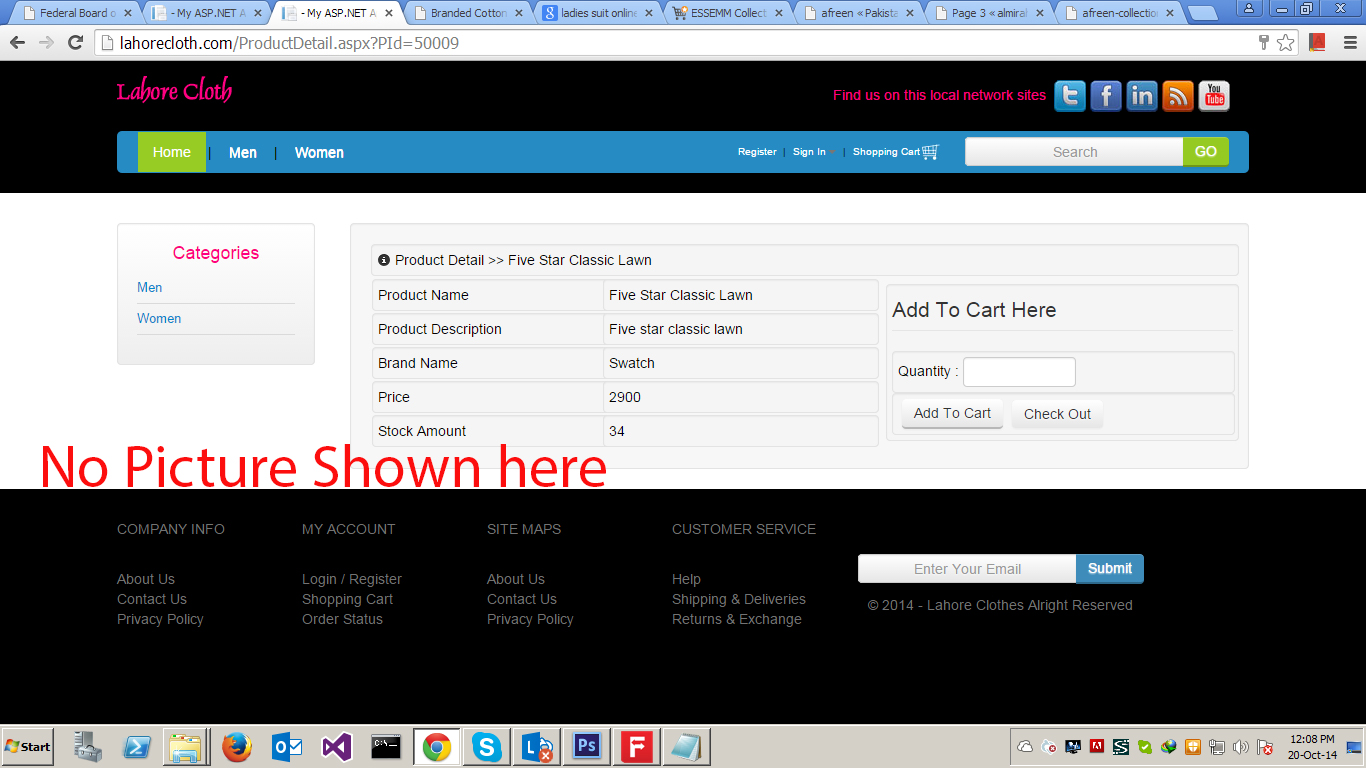 Federal Board o
- My ASP.NET A
- My ASP.NET A
Branded Cotton
ladies suit online
ESSEMM Collect
afreen « Pakista
Page 3 « almiral
afreen-collection
lahorecloth.com/ProductDetail.aspx?PId=50009
Lahore Cloth
Find us on this local network sites
You Tube
Home | Men | Women
Register | Sign In | Shopping Cart
Search GO
Categories
Men
Women
Product Detail >> Five Star Classic Lawn
Product Name Five Star Classic Lawn
Product Description Five star classic lawn
Brand Name Swatch
Price 2900
Stock Amount 34
Add To Cart Here
Quantity :
Add To Cart Check Out
No Picture Shown here
COMPANY INFO
About Us
Contact Us
Privacy Policy
MY ACCOUNT
Login / Register
Shopping Cart
Order Status
SITE MAPS
About Us
Contact Us
Privacy Policy
CUSTOMER SERVICE
Help
Shipping & Deliveries
Returns & Exchange
Enter Your Email Submit
© 2014 - Lahore Clothes Alright Reserved
Start
Ps
12:08 PM
20-Oct-14